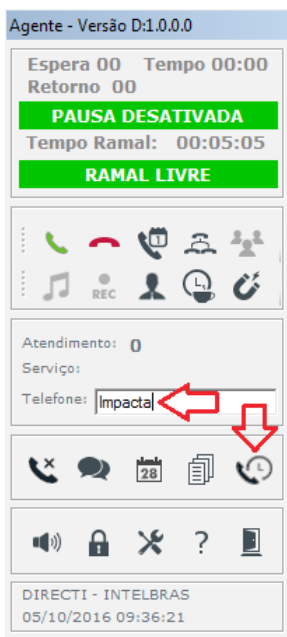 Agente - Versão D:1.0.0.0
Espera 00 Tempo 00:00
Retorno 00
PAUSA DESATIVADA
Tempo Ramal: 00:05:05
RAMAL LIVRE
1
REC
Atendimento: 0
Serviço:
Telefone: Impacta
28
?
DIRECTI - INTELBRAS
05/10/2016 09:36:21